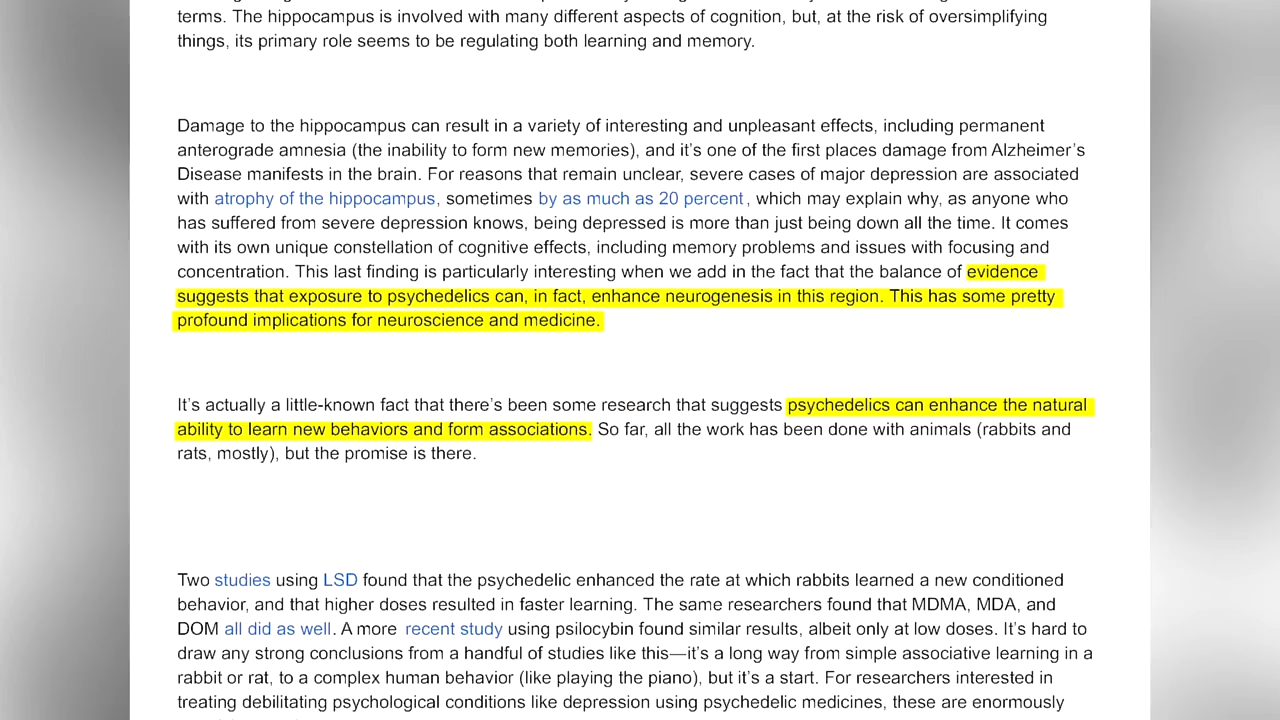 terms. The hippocampus is involved with many different aspects of cognition, but, at the risk of oversimplifying
things, its primary role seems to be regulating both learning and memory.
Damage to the hippocampus can result in a variety of interesting and unpleasant effects, including permanent
anterograde amnesia (the inability to form new memories), and it's one of the first places damage from Alzheimer's
Disease manifests in the brain. For reasons that remain unclear, severe cases of major depression are associated
with atrophy of the hippocampus, sometimes by as much as 20 percent, which may explain why, as anyone who
has suffered from severe depression knows, being depressed is more than just being down all the time. It comes
with its own unique constellation of cognitive effects, including memory problems and issues with focusing and
concentration. This last finding is particularly interesting when we add in the fact that the balance of evidence
suggests that exposure to psychedelics can, in fact, enhance neurogenesis in this region. This has some pretty
profound implications for neuroscience and medicine.
It's actually a little-known fact that there's been some research that suggests psychedelics can enhance the natural
ability to learn new behaviors and form associations. So far, all the work has been done with animals (rabbits and
rats, mostly), but the promise is there.
Two studies using LSD found that the psychedelic enhanced the rate at which rabbits learned a new conditioned
behavior, and that higher doses resulted in faster learning. The same researchers found that MDMA, MDA, and
DOM all did as well. A more recent study using psilocybin found similar results, albeit only at low doses. It's hard to
draw any strong conclusions from a handful of studies like this—it's a long way from simple associative learning in a
rabbit or rat, to a complex human behavior (like playing the piano), but it's a start. For researchers interested in
treating debilitating psychological conditions like depression using psychedelic medicines, these are enormously